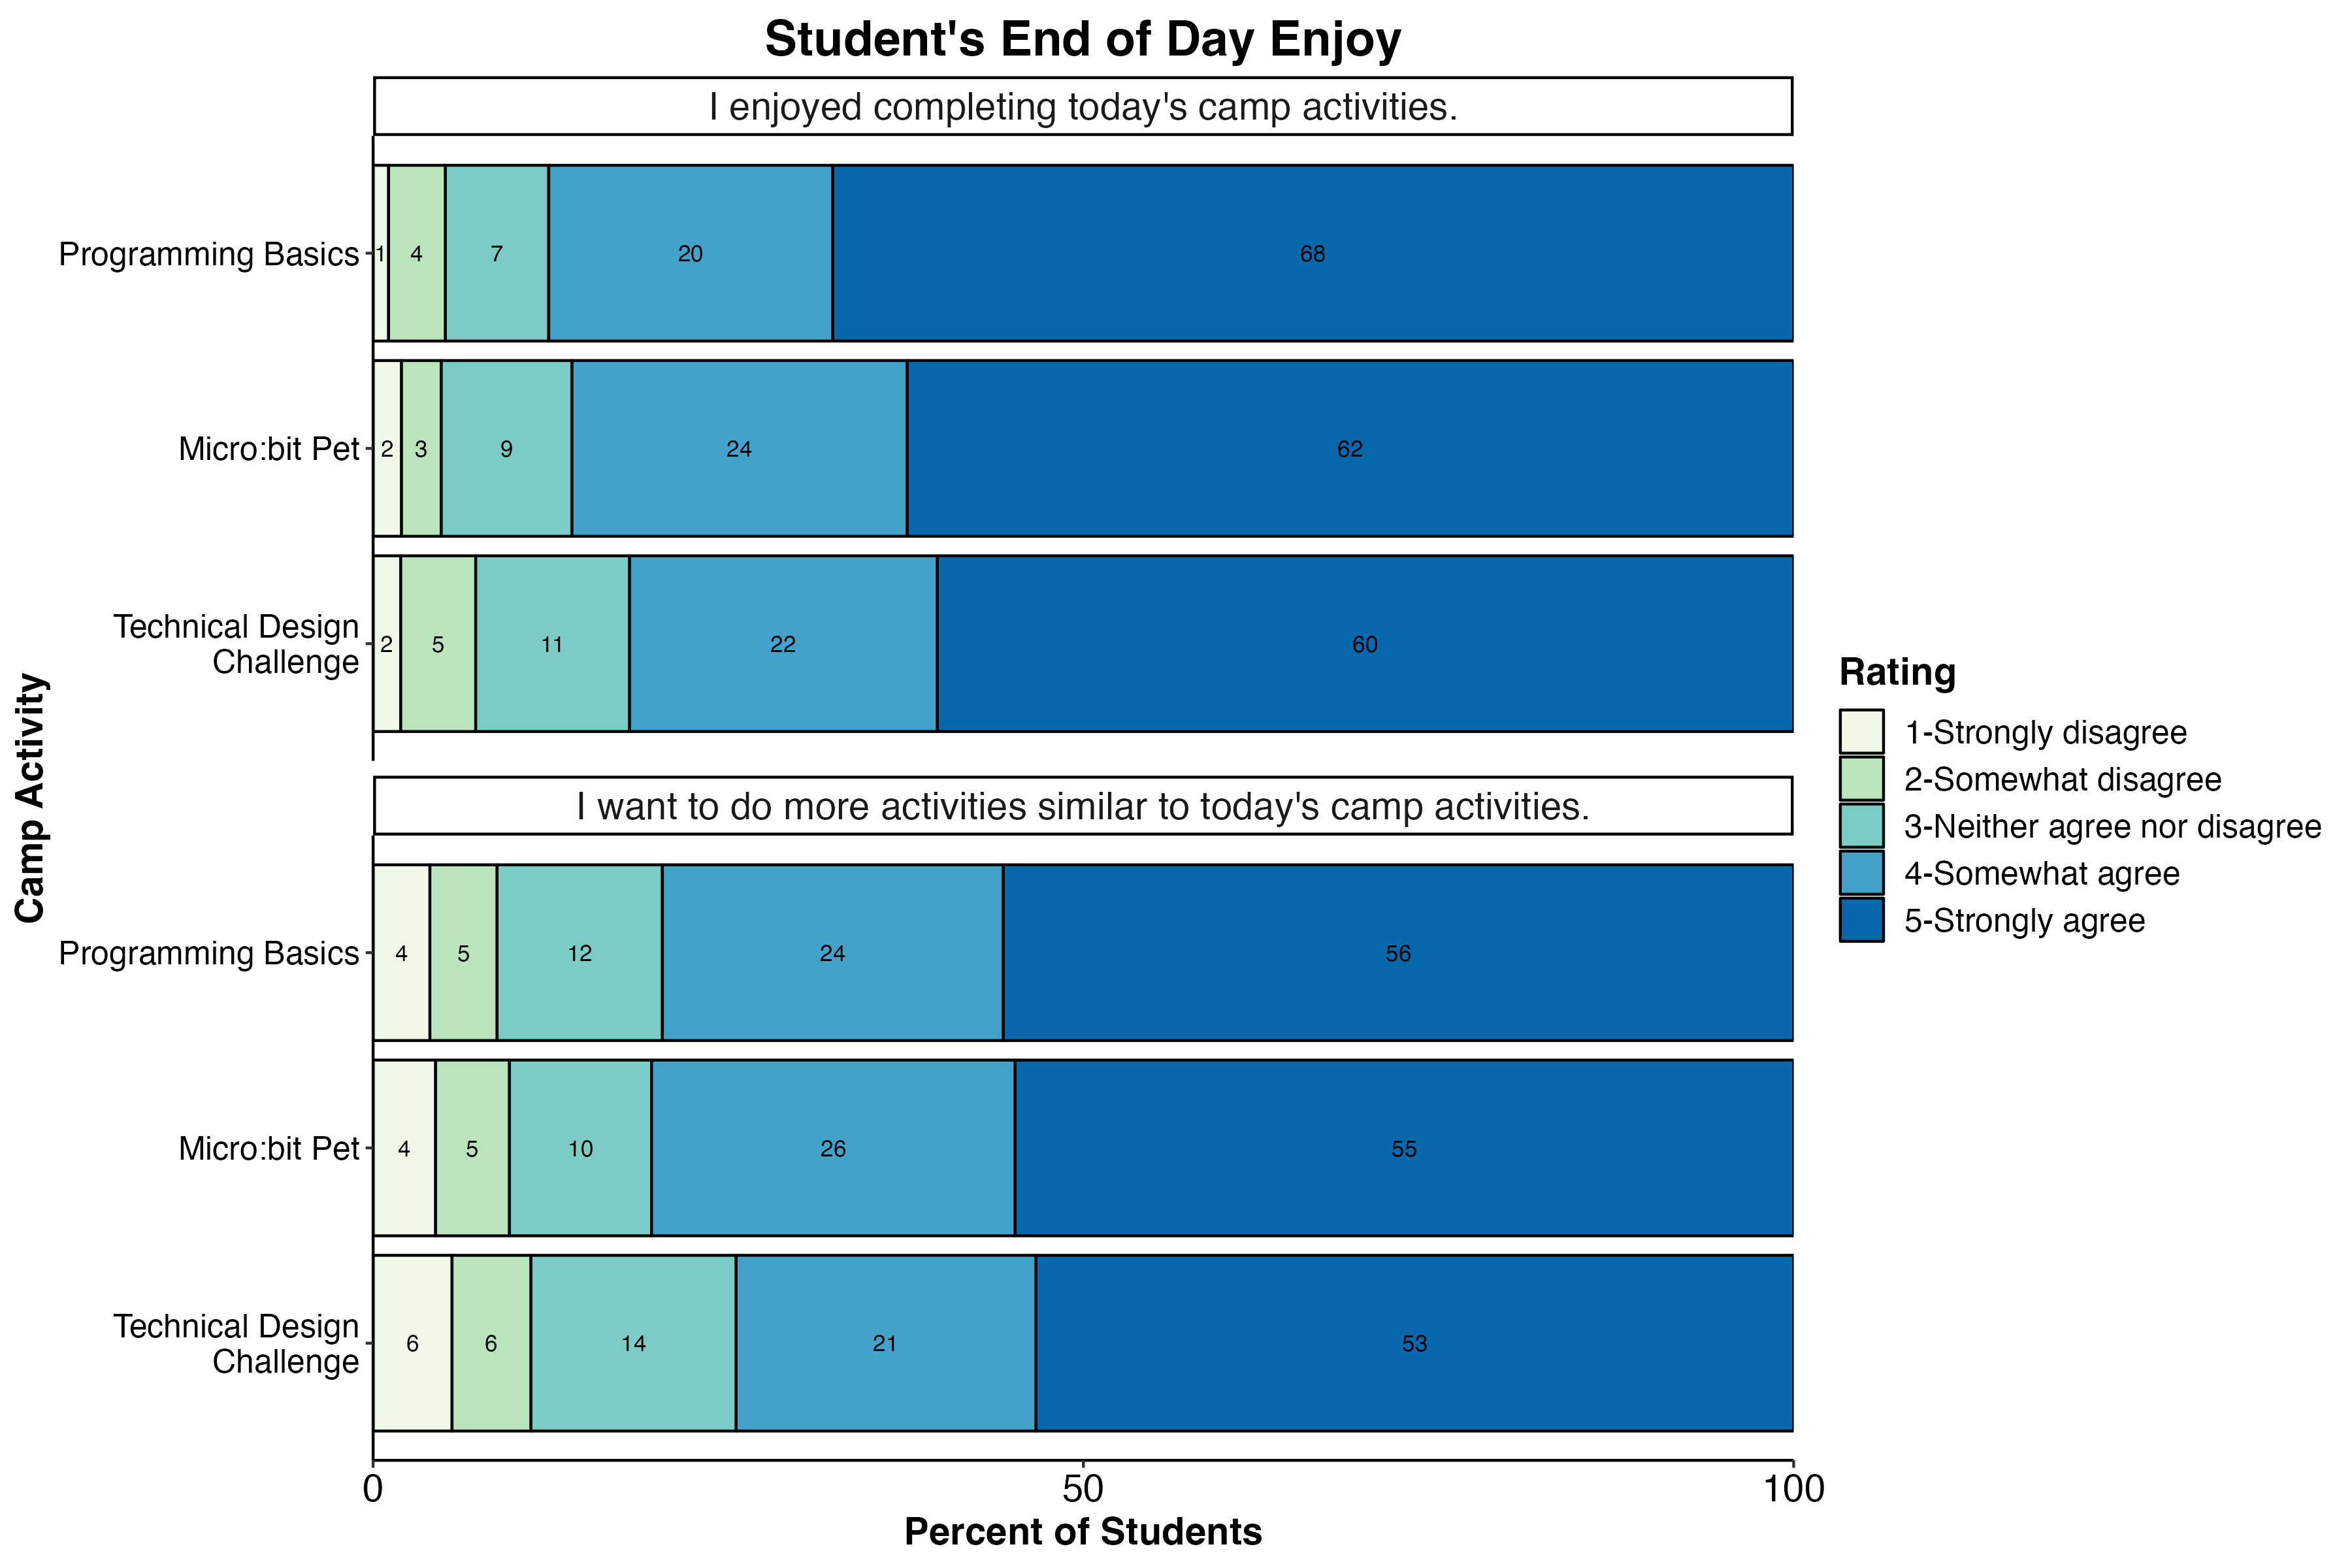 Student's End of Day Enjoy
I enjoyed completing today's camp activities.
Programming Basics
1 4 7 20 68
Micro:bit Pet
2 3 9 24 62
Technical Design
Challenge
2 5 11 22 60
Camp Activity
I want to do more activities similar to today's camp activities.
Programming Basics
4 5 12 24 56
Micro:bit Pet
4 5 10 26 55
Technical Design
Challenge
6 6 14 21 53
0 50 100
Percent of Students
Rating
1-Strongly disagree
2-Somewhat disagree
3-Neither agree nor disagree
4-Somewhat agree
5-Strongly agree